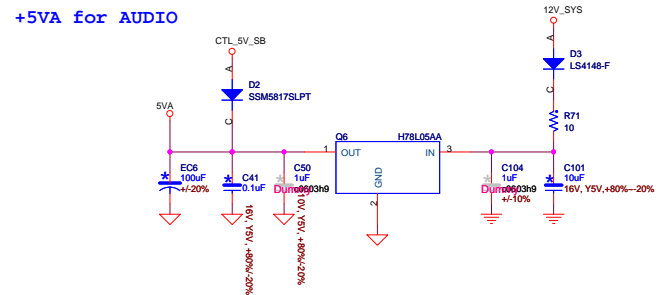 +5VA for AUDIO
12V_SYS
CTL_5V_SB
A
D3
LS4148-F
C
A
D2
SSM5817SLPT
C
5VA
R71
10
Q6
H78L05AA
1
OUT
IN
3
GND
2
EC6
100uF
+/-20%
C41
0.1uF
16V, Y5V, +80%/-20%
C50
1uF
c0603h9
Dummy
10V, Y5V, +80%/-20%
C104
1uF
c0603h9
Dummy
+/-10%
C101
10uF
16V, Y5V,+80%~-20%